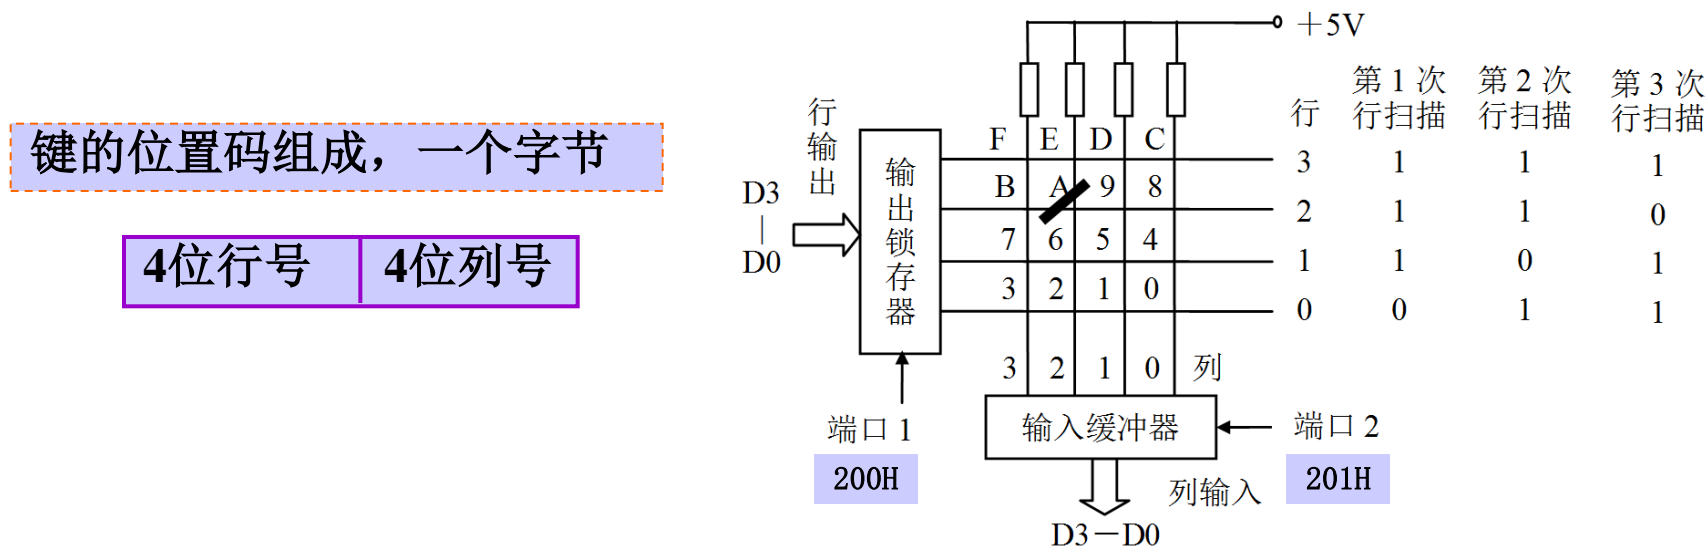 键的位置码组成，一个字节
4位行号 4位列号
行输出
D3
|
D0
输出锁存器
端口 1
200H
＋5V
F E D C
B A 9 8
7 6 5 4
3 2 1 0
3 2 1 0 列
输入缓冲器
端口 2
201H
列输入
D3－D0
行 第 1 次行扫描 第 2 次行扫描 第 3 次行扫描
3 1 1 1
2 1 1 0
1 1 0 1
0 0 1 1